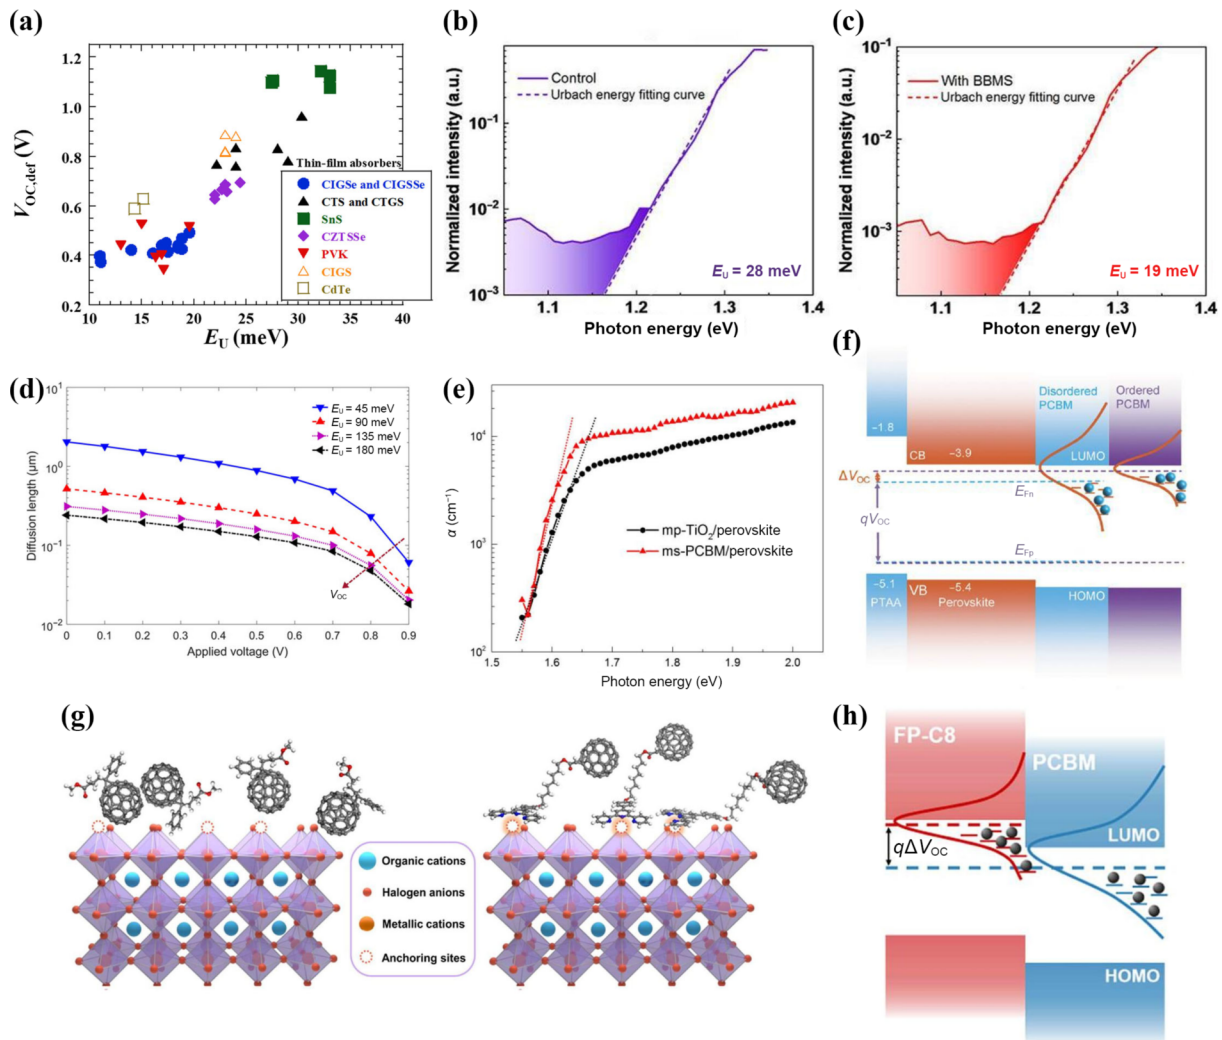 (a)
V_OC,def (V)
1.2
1.0
0.8
0.6
0.4
0.2
10 15 20 25 30 35 40
E_U (meV)
Thin-film absorbers
CIGSe and CIGSSe
CTS and CTGS
SnS
CZTSSe
PVK
CIGS
CdTe
(b)
Normalized intensity (a.u.)
10⁰
10⁻¹
10⁻²
10⁻³
Control
Urbach energy fitting curve
E_U = 28 meV
1.1 1.2 1.3 1.4
Photon energy (eV)
(c)
Normalized intensity (a.u.)
10⁻¹
10⁻²
10⁻³
With BBMS
Urbach energy fitting curve
E_U = 19 meV
1.1 1.2 1.3 1.4
Photon energy (eV)
(d)
Diffusion length (μm)
10¹
10⁰
10⁻¹
10⁻²
E_U = 45 meV
E_U = 90 meV
E_U = 135 meV
E_U = 180 meV
V_OC
0 0.1 0.2 0.3 0.4 0.5 0.6 0.7 0.8 0.9
Applied voltage (V)
(e)
α (cm⁻¹)
10⁴
10³
10²
mp-TiO₂/perovskite
ms-PCBM/perovskite
1.5 1.6 1.7 1.8 1.9 2.0
Photon energy (eV)
(f)
Disordered PCBM
Ordered PCBM
−1.8
CB −3.9
LUMO
ΔV_OC
E_Fn
qV_OC
E_Fp
−5.1
PTAA
VB −5.4
Perovskite
HOMO
(g)
Organic cations
Halogen anions
Metallic cations
Anchoring sites
(h)
FP-C8
PCBM
LUMO
qΔV_OC
HOMO